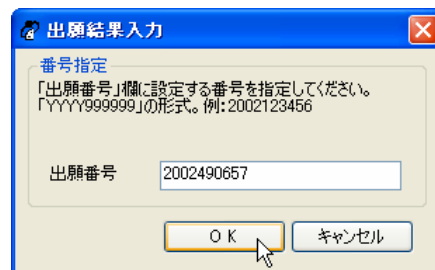 出願結果入力
番号指定
「出願番号」欄に設定する番号を指定してください。
「YYYY999999」の形式。例:2002123456
出願番号 2002490657
OK キャンセル